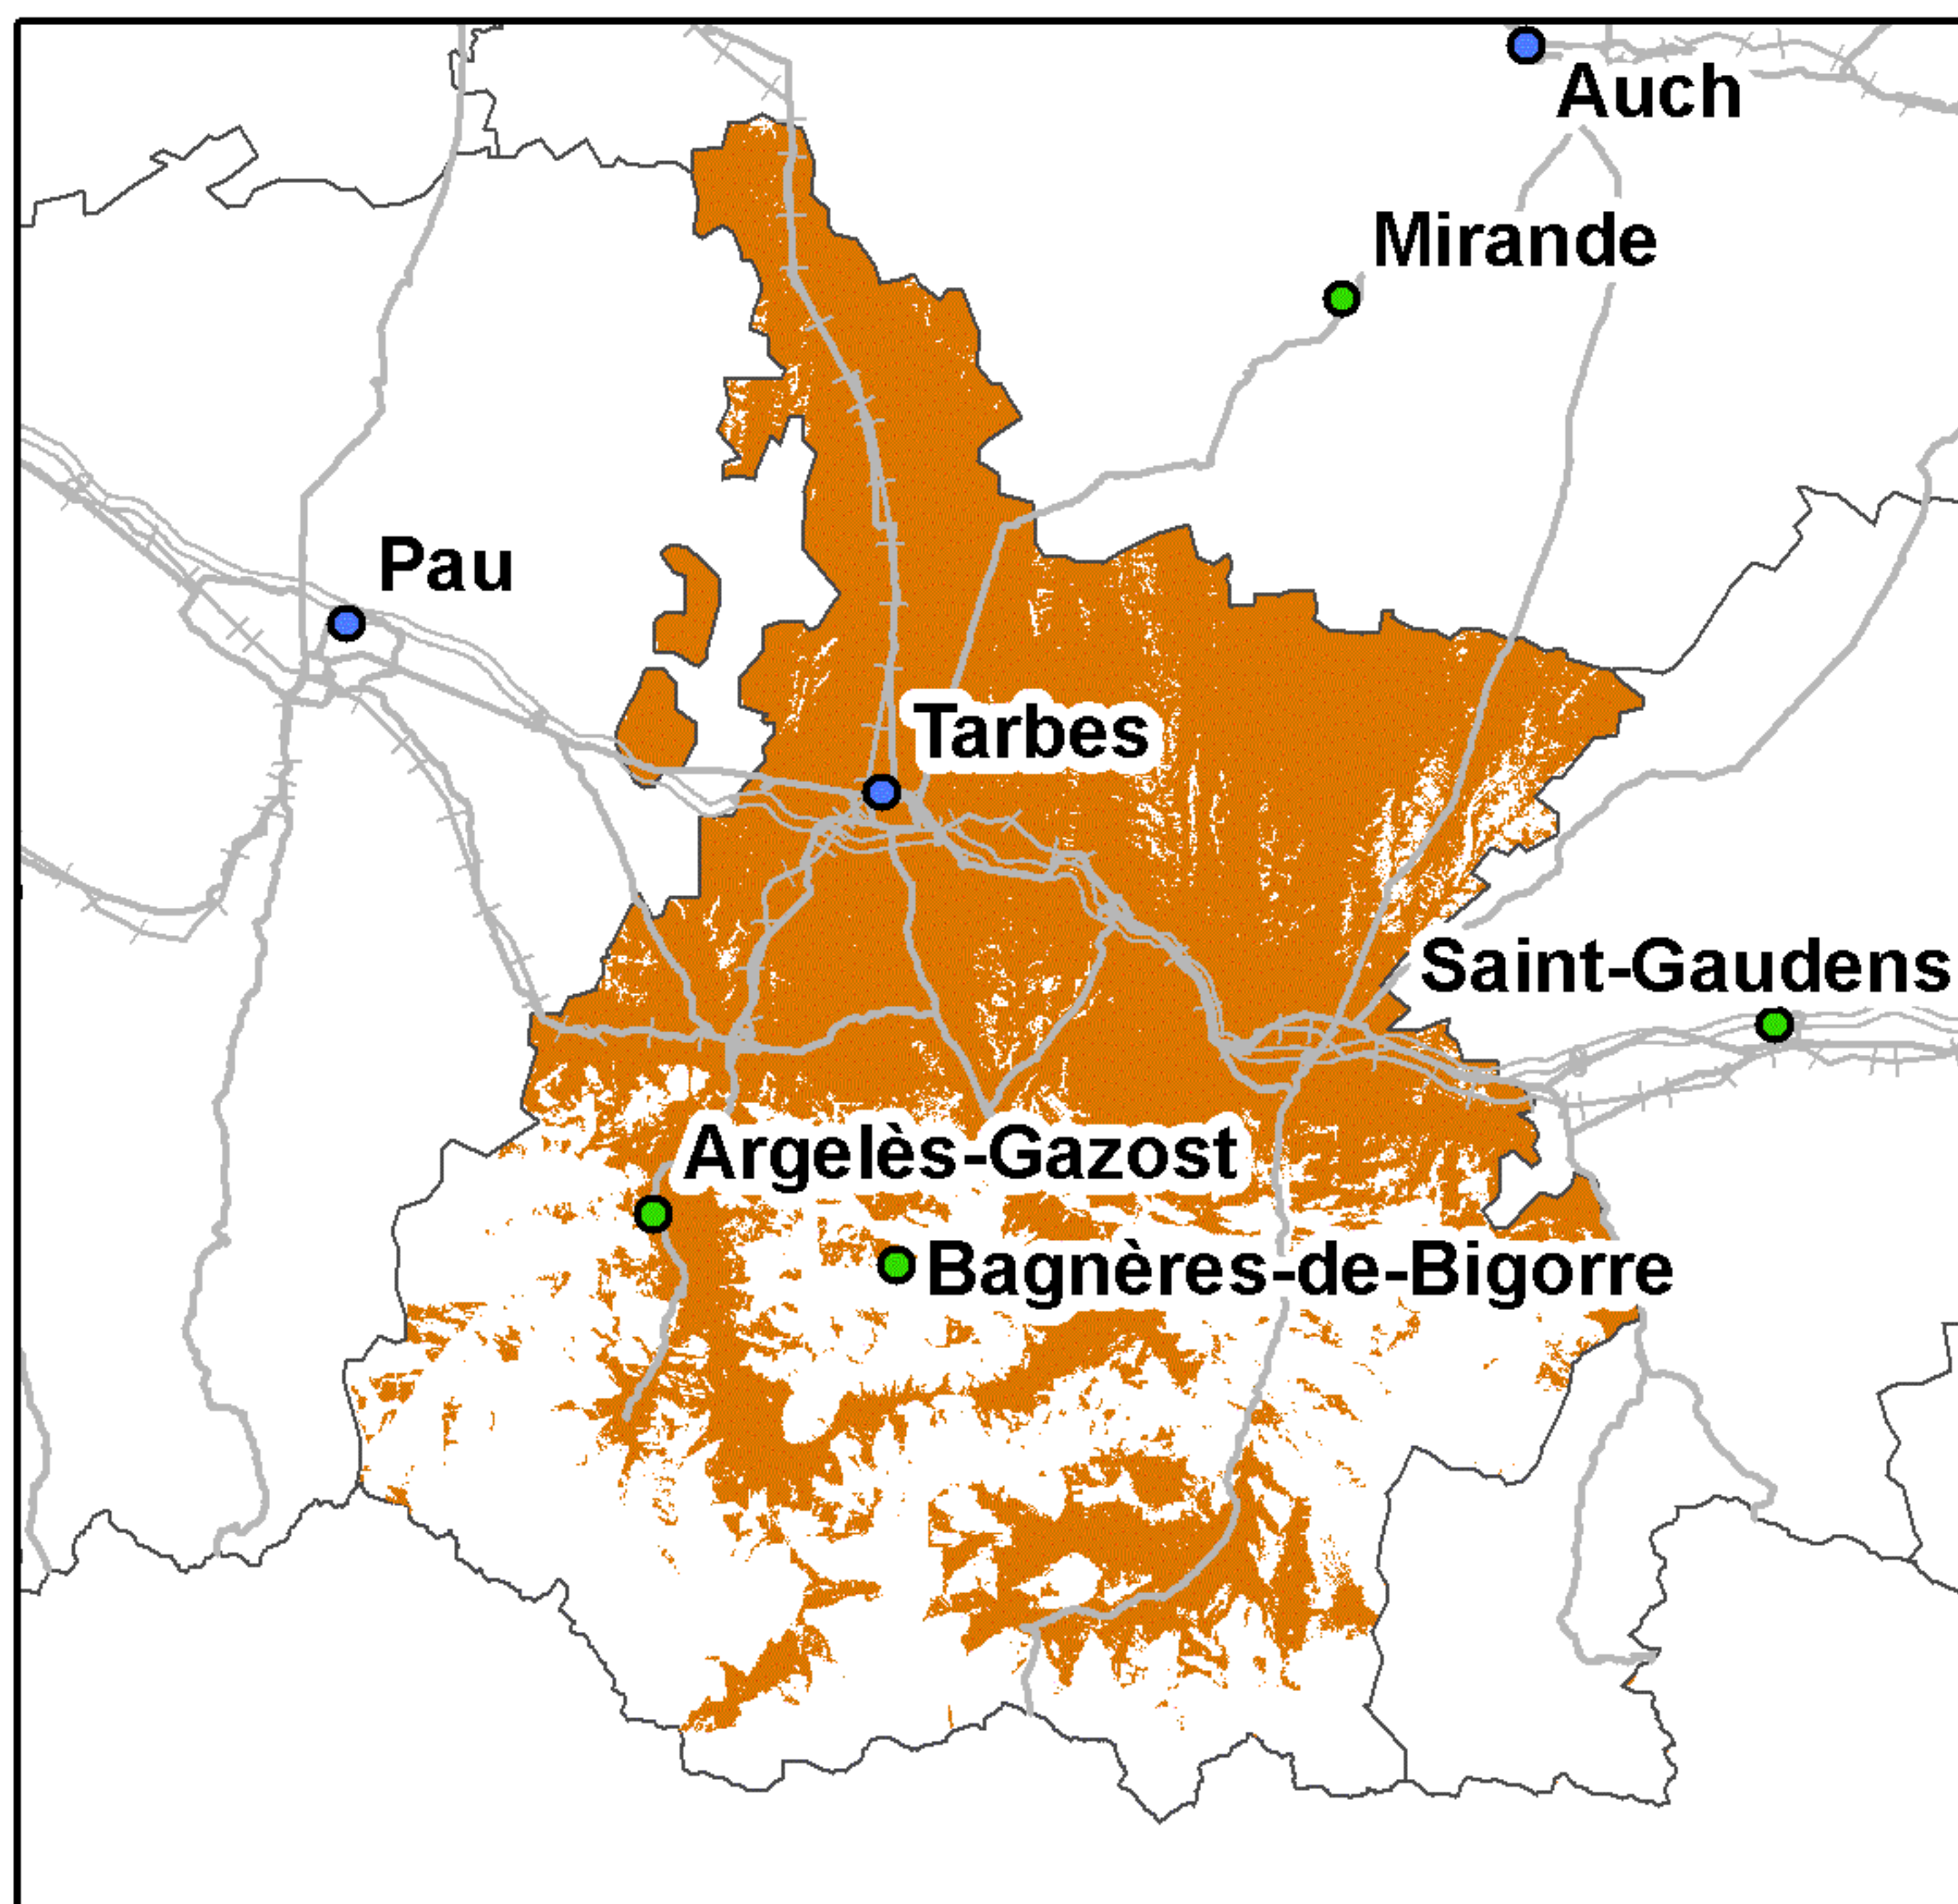 Auch
Mirande
Pau
Tarbes
Saint-Gaudens
Argelès-Gazost
Bagnères-de-Bigorre